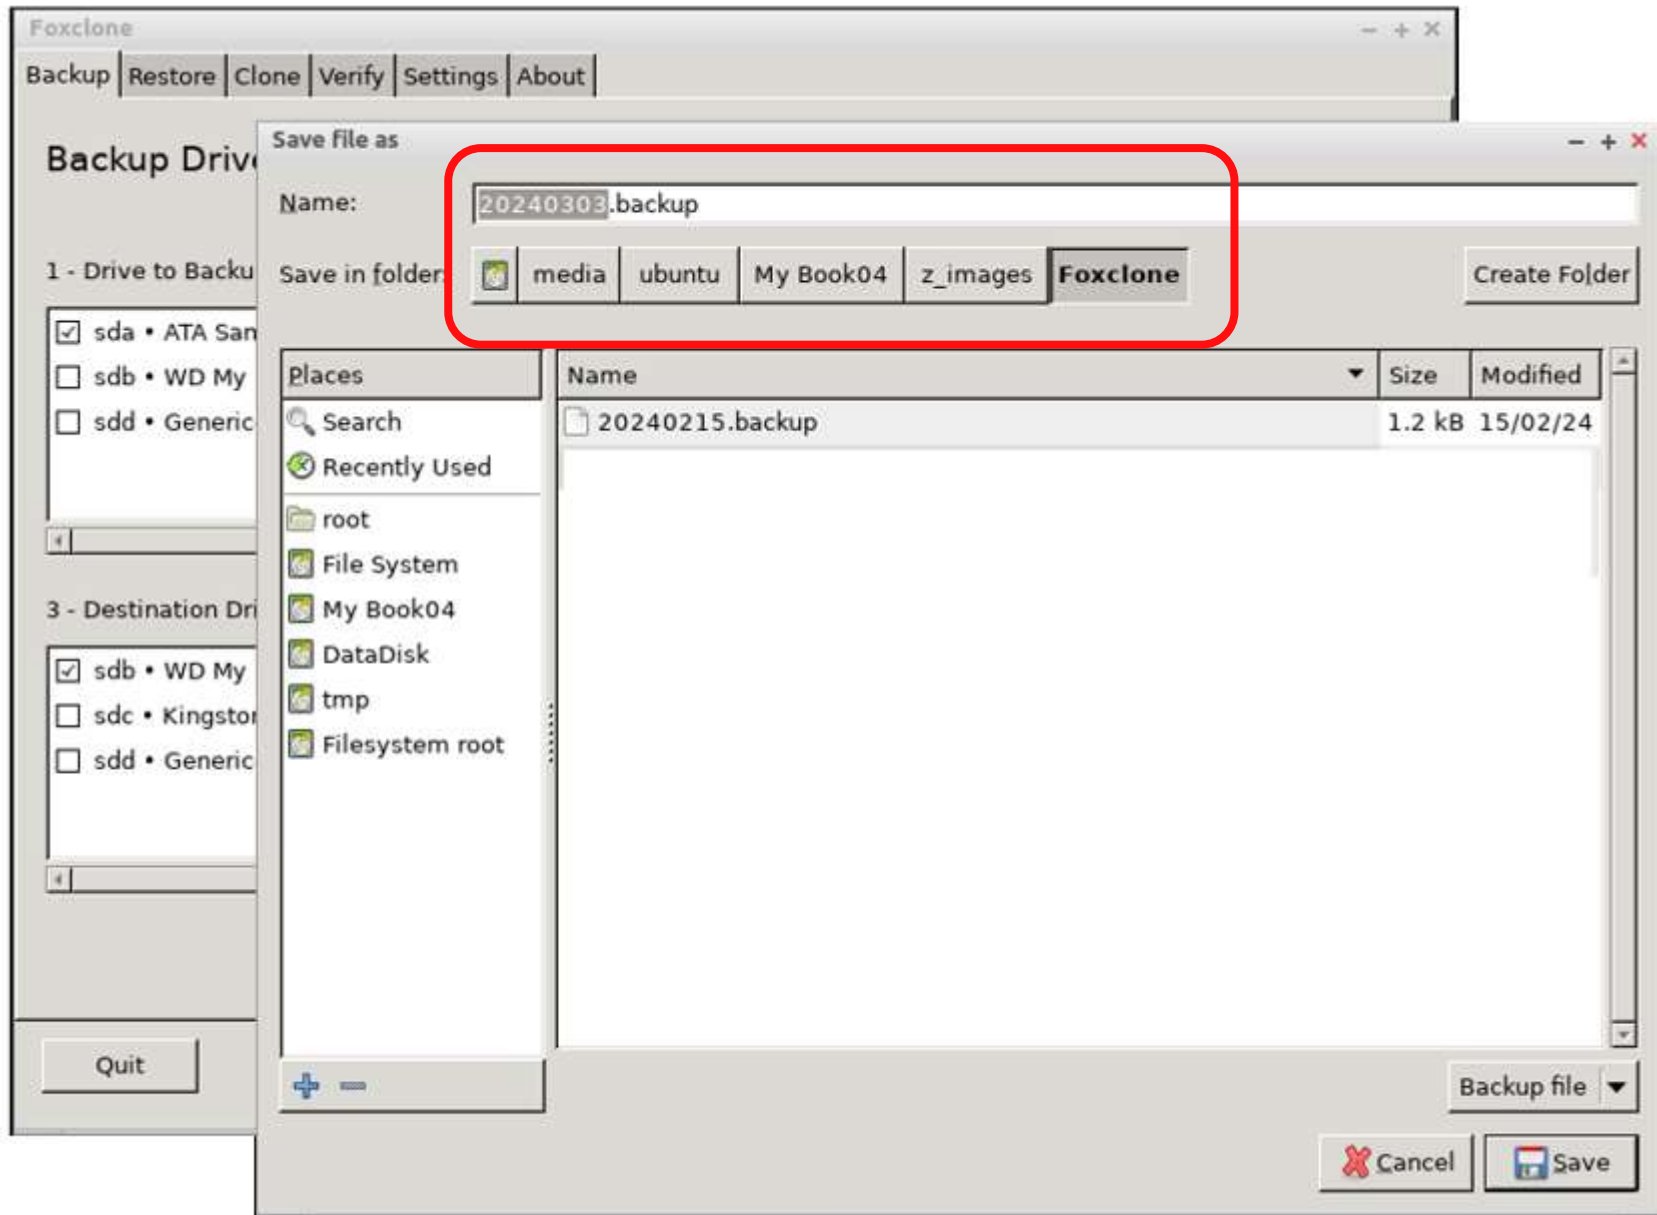 Foxclone
Backup Restore Clone Verify Settings About
Backup Driv
1 - Drive to Backu
sda • ATA San
sdb • WD My
sdd • Generic
3 - Destination Dri
sdb • WD My
sdc • Kingston
sdd • Generic
Quit
Save file as
Name: 20240303.backup
Save in folder: media ubuntu My Book04 z_images Foxclone Create Folder
Places
Search
Recently Used
root
File System
My Book04
DataDisk
tmp
Filesystem root
Name Size Modified
20240215.backup 1.2 kB 15/02/24
Backup file
Cancel Save